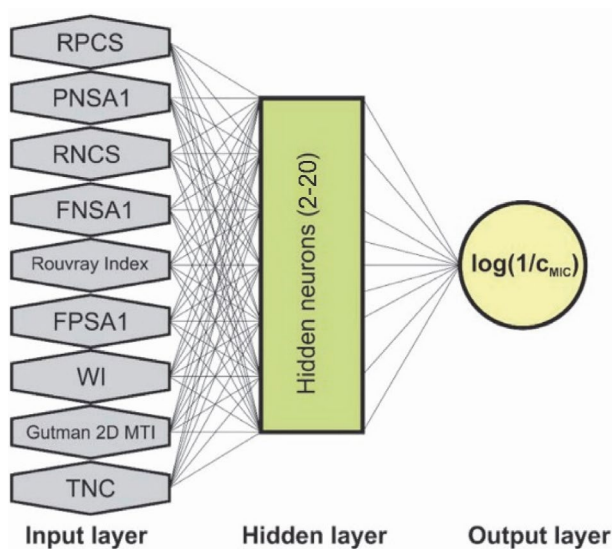 RPCS
PNSA1
RNCS
FNSA1
Rouvray Index
FPSA1
WI
Gutman 2D MTI
TNC
Hidden neurons (2-20)
log(1/cMIC)
Input layer
Hidden layer
Output layer